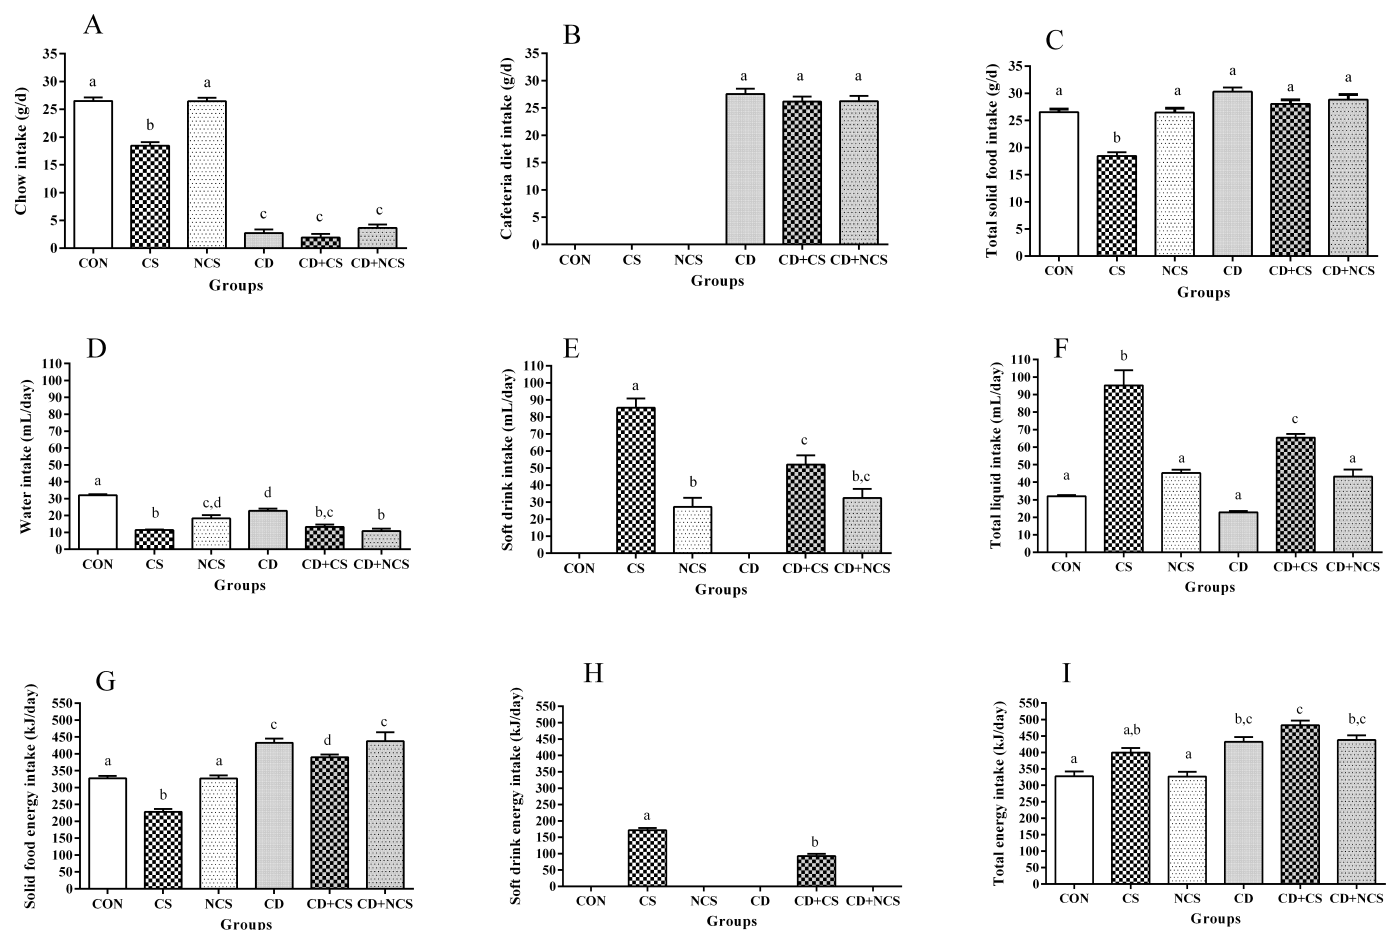 A
Chow intake (g/d)
35
30
25
20
15
10
5
0
a
b
a
c
c
c
CON CS NCS CD CD+CS CD+NCS
Groups
B
Cafeteria diet intake (g/d)
35
30
25
20
15
10
5
0
a
a
a
CON CS NCS CD CD+CS CD+NCS
Groups
C
Total solid food intake (g/d)
35
30
25
20
15
10
5
0
a
b
a
a
a
a
CON CS NCS CD CD+CS CD+NCS
Groups
D
Water intake (mL/day)
110
100
90
80
70
60
50
40
30
20
10
0
a
b
c,d
d
b,c
b
CON CS NCS CD CD+CS CD+NCS
Groups
E
Soft drink intake (mL/day)
110
100
90
80
70
60
50
40
30
20
10
0
a
b
c
b,c
CON CS NCS CD CD+CS CD+NCS
Groups
F
Total liquid intake (mL/day)
110
100
90
80
70
60
50
40
30
20
10
0
a
b
a
a
c
a
CON CS NCS CD CD+CS CD+NCS
Groups
G
Solid food energy intake (kJ/day)
550
500
450
400
350
300
250
200
150
100
50
0
a
b
a
c
d
c
CON CS NCS CD CD+CS CD+NCS
Groups
H
Soft drink energy intake (kJ/day)
550
500
450
400
350
300
250
200
150
100
50
0
a
b
CON CS NCS CD CD+CS CD+NCS
Groups
I
Total energy intake (kJ/day)
550
500
450
400
350
300
250
200
150
100
50
0
a
a,b
a
b,c
c
b,c
CON CS NCS CD CD+CS CD+NCS
Groups